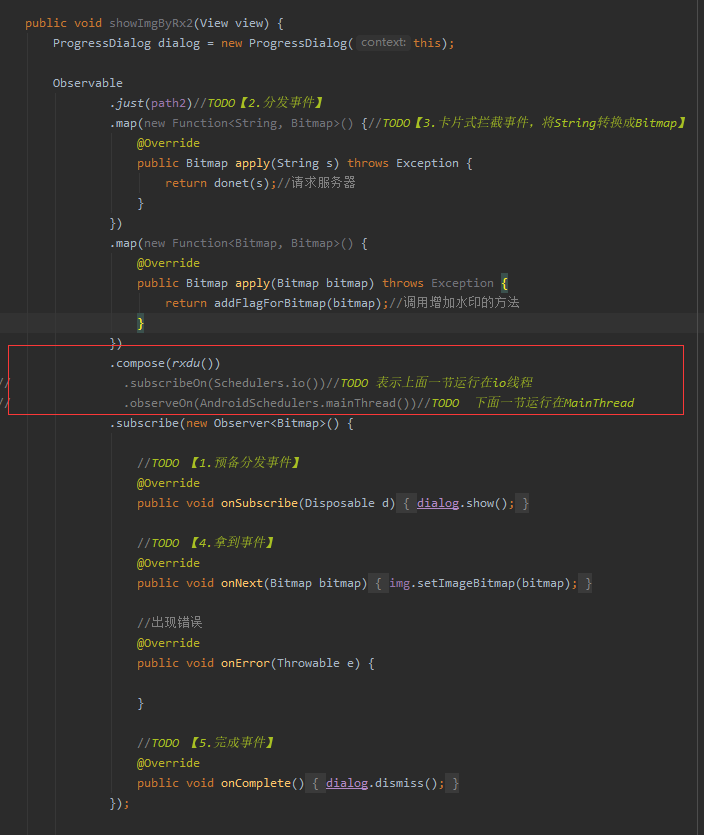 public void showImgByRx2(View view) {
ProgressDialog dialog = new ProgressDialog( context: this);
Observable
.just(path2)//TODO【2.分发事件】
.map(new Function<String, Bitmap>() {//TODO【3.卡片式拦截事件，将String转换成Bitmap】
@Override
public Bitmap apply(String s) throws Exception {
return donet(s);//请求服务器
}
})
.map(new Function<Bitmap, Bitmap>() {
@Override
public Bitmap apply(Bitmap bitmap) throws Exception {
return addFlagForBitmap(bitmap);//调用增加水印的方法
}
})
.compose(rxdu())
// .subscribeOn(Schedulers.io())//TODO 表示上面一节运行在io线程
// .observeOn(AndroidSchedulers.mainThread())//TODO 下面一节运行在MainThread
.subscribe(new Observer<Bitmap>() {
//TODO 【1.预备分发事件】
@Override
public void onSubscribe(Disposable d) { dialog.show(); }
//TODO 【4.拿到事件】
@Override
public void onNext(Bitmap bitmap) { img.setImageBitmap(bitmap); }
//出现错误
@Override
public void onError(Throwable e) {
}
//TODO 【5.完成事件】
@Override
public void onComplete() { dialog.dismiss(); }
});